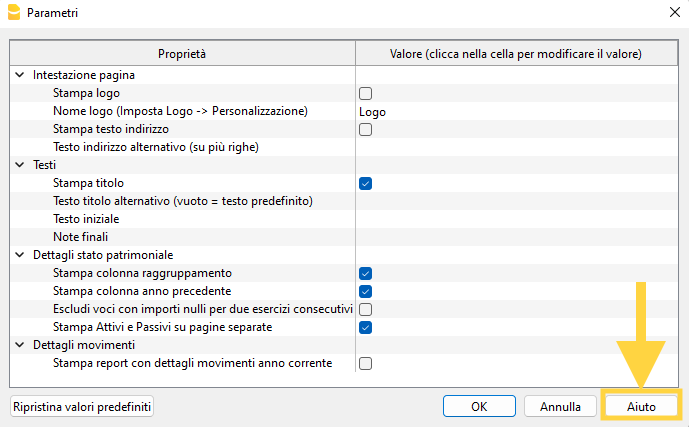 Parametri
Proprietà Valore (clicca nella cella per modificare il valore)
Intestazione pagina
Stampa logo
Nome logo (Imposta Logo -> Personalizzazione) Logo
Stampa testo indirizzo
Testo indirizzo alternativo (su più righe)
Testi
Stampa titolo
Testo titolo alternativo (vuoto = testo predefinito)
Testo iniziale
Note finali
Dettagli stato patrimoniale
Stampa colonna raggruppamento
Stampa colonna anno precedente
Escludi voci con importi nulli per due esercizi consecutivi
Stampa Attivi e Passivi su pagine separate
Dettagli movimenti
Stampa report con dettagli movimenti anno corrente
Ripristina valori predefiniti OK Annulla Aiuto